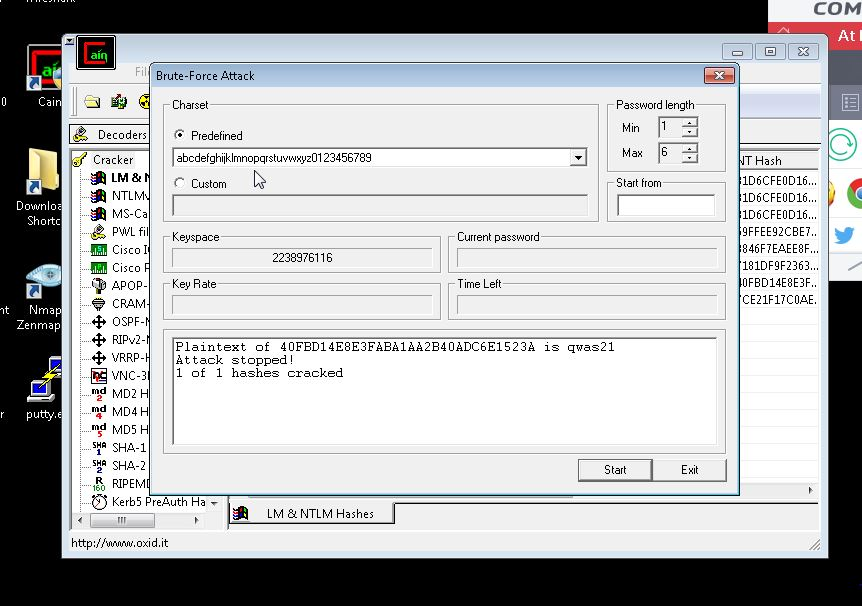 COM
At
Cain
Downloa
Shortc
Nmap
Zenmap
putty.e
Cain
Fil
Decoders
Cracker
LM & N
NTLMv
MS-Ca
PWL fil
Cisco I
Cisco P
APOP-
CRAM-
OSPF-M
RIPv2-M
VRRP-H
VNC-3
MD2 H
MD4 H
MD5 H
SHA-1
SHA-2
RIPEMD
Kerb5 PreAuth Ha
Brute-Force Attack
Charset
Predefined
abcdefghijklmnopqrstuvwxyz0123456789
Custom
Password length
Min 1
Max 6
Start from
Keyspace
2238976116
Current password
Key Rate
Time Left
Plaintext of 40FBD14E8E3FABA1AA2B40ADC6E1523A is qwas21
Attack stopped!
1 of 1 hashes cracked
Start
Exit
NT Hash
31D6CFE0D16...
31D6CFE0D16...
31D6CFE0D16...
59FFEE92CBE7..
3846F7EAEE8F...
7181DF9F2363...
40FBD14E8E3F..
7CE21F17C0AE.
LM & NTLM Hashes
http://www.oxid.it